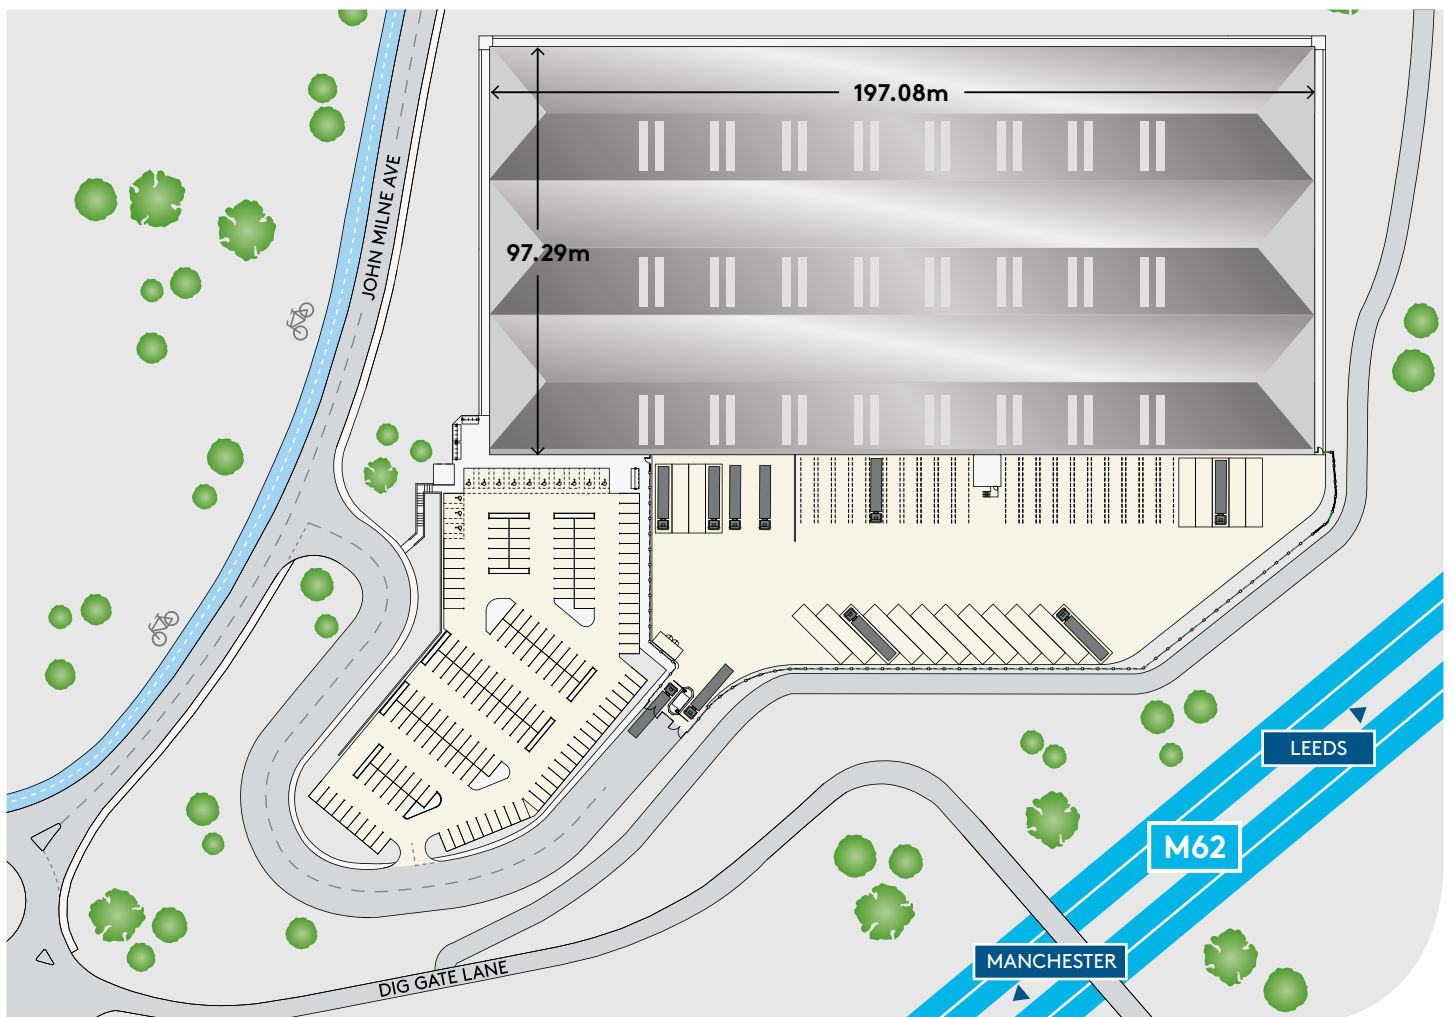 197.08m
JOHN MILNE AVE
97.29m
LEEDS
M62
MANCHESTER
DIG GATE LANE